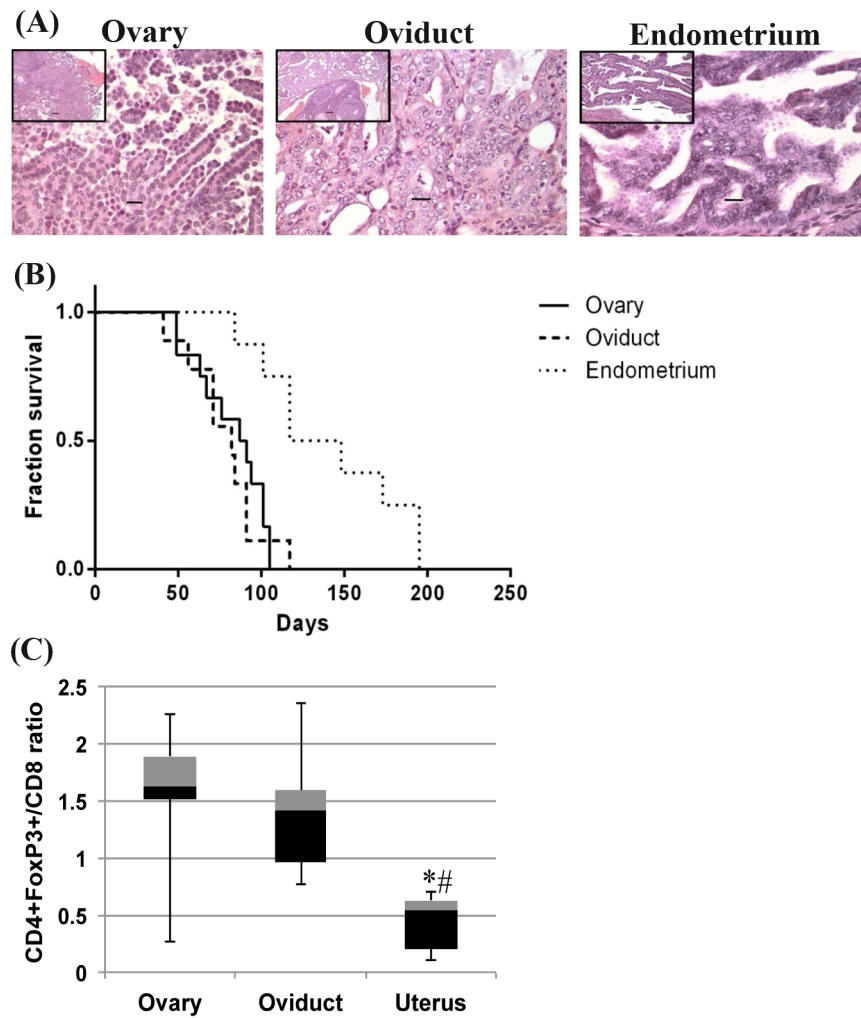 (A)
Ovary Oviduct Endometrium
(B)
1.0
0.5
0.0
Fraction survival
0 50 100 150 200 250
Days
Ovary
Oviduct
Endometrium
(C)
2.5
2
1.5
1
0.5
0
CD4+FoxP3+/CD8 ratio
*#
Ovary Oviduct Uterus